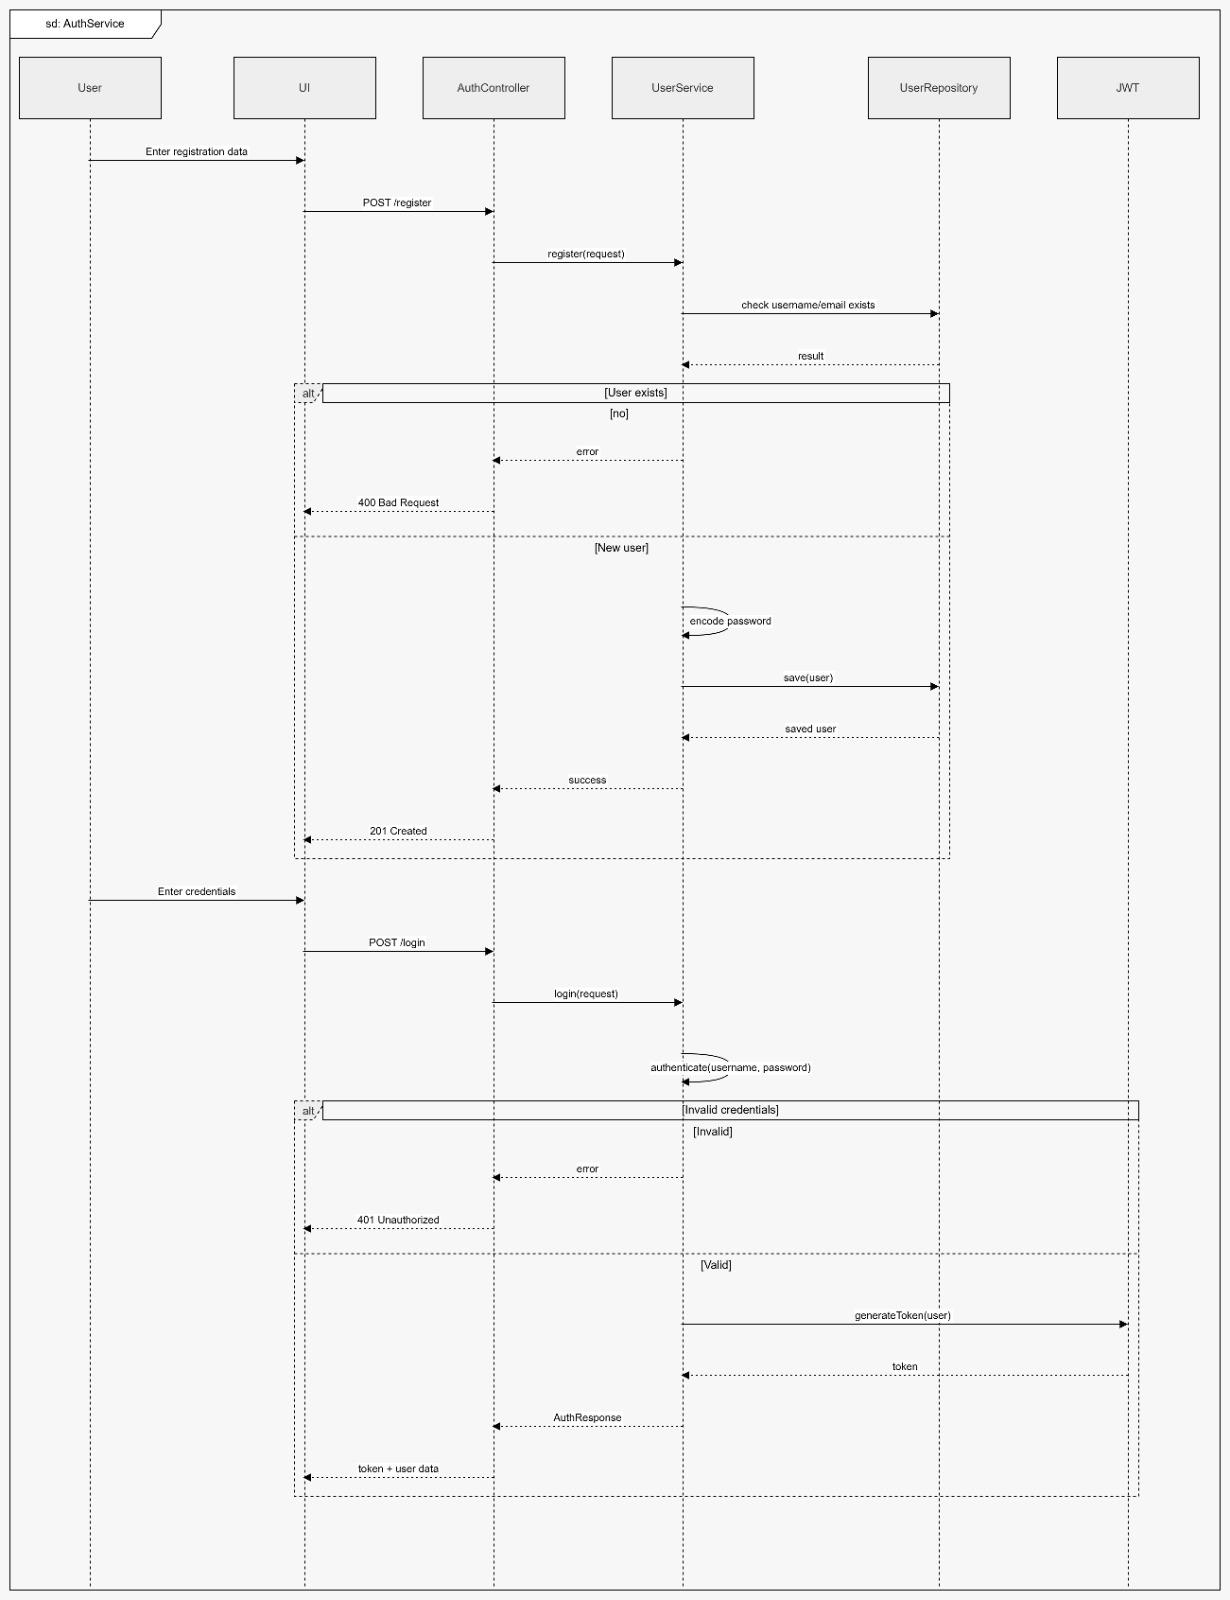 sd: AuthService
User
UI
AuthController
UserService
UserRepository
JWT
Enter registration data
POST /register
register(request)
check username/email exists
result
alt
[User exists]
[no]
error
400 Bad Request
[New user]
encode password
save(user)
saved user
success
201 Created
Enter credentials
POST /login
login(request)
authenticate(username, password)
alt
[Invalid credentials]
[Invalid]
error
401 Unauthorized
[Valid]
generateToken(user)
token
AuthResponse
token + user data